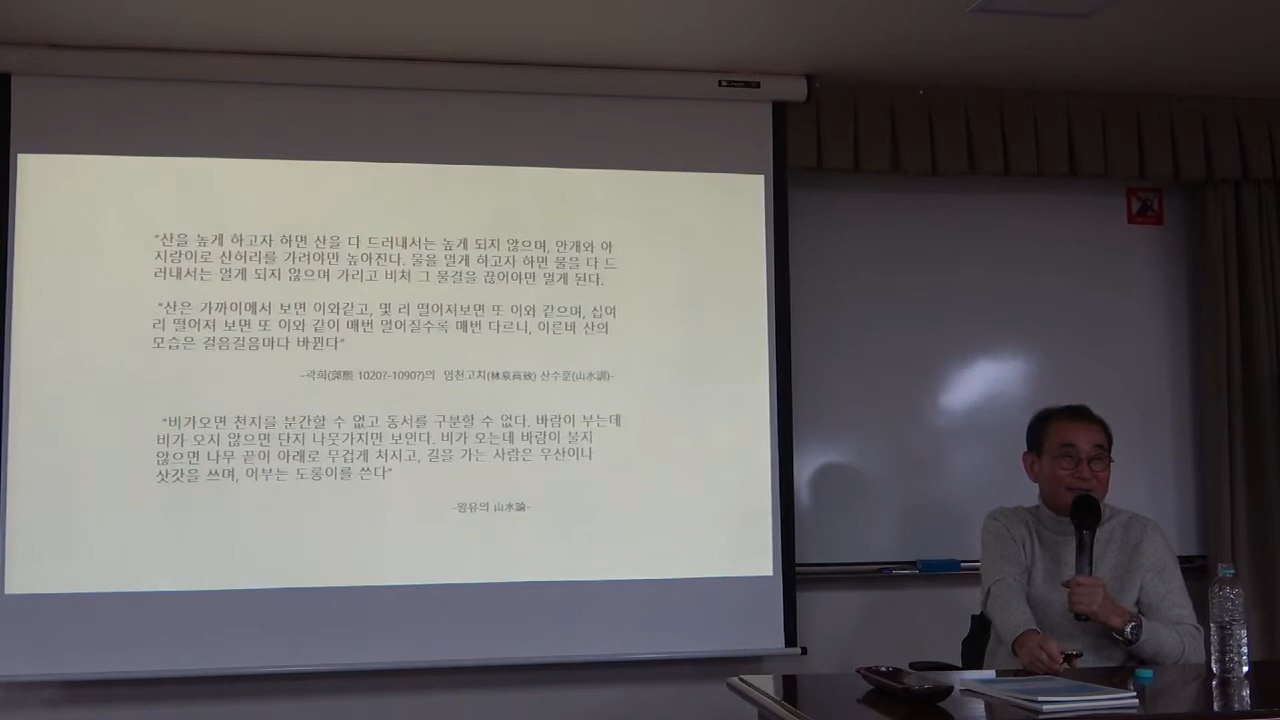 "산을 높게 하고자 하면 산을 다 드러내서는 높게 되지 않으며, 안개와 아
지랑이로 산허리를 가려야만 높아진다. 물을 멀게 하고자 하면 물을 다 드
러내서는 멀게 되지 않으며 가리고 비처 그 물결을 끊어야만 멀게 된다.
"산은 가까이에서 보면 이와같고, 몇 리 떨어져보면 또 이와 같으며, 십여
리 떨어져 보면 또 이와 같이 매번 멀어질수록 매번 다르니, 이른바 산의
모습은 걸음걸음마다 바뀐다"
-곽희(郭熙 1020?-1090?)의 임천고치(林泉高致) 산수훈(山水訓)-
"비가오면 천지를 분간할 수 없고 동서를 구분할 수 없다. 바람이 부는데
비가 오지 않으면 단지 나뭇가지만 보인다. 비가 오는데 바람이 불지
않으면 나무 끝이 아래로 무겁게 처지고, 길을 가는 사람은 우산이나
삿갓을 쓰며, 어부는 도롱이를 쓴다"
-왕유의 山水論-